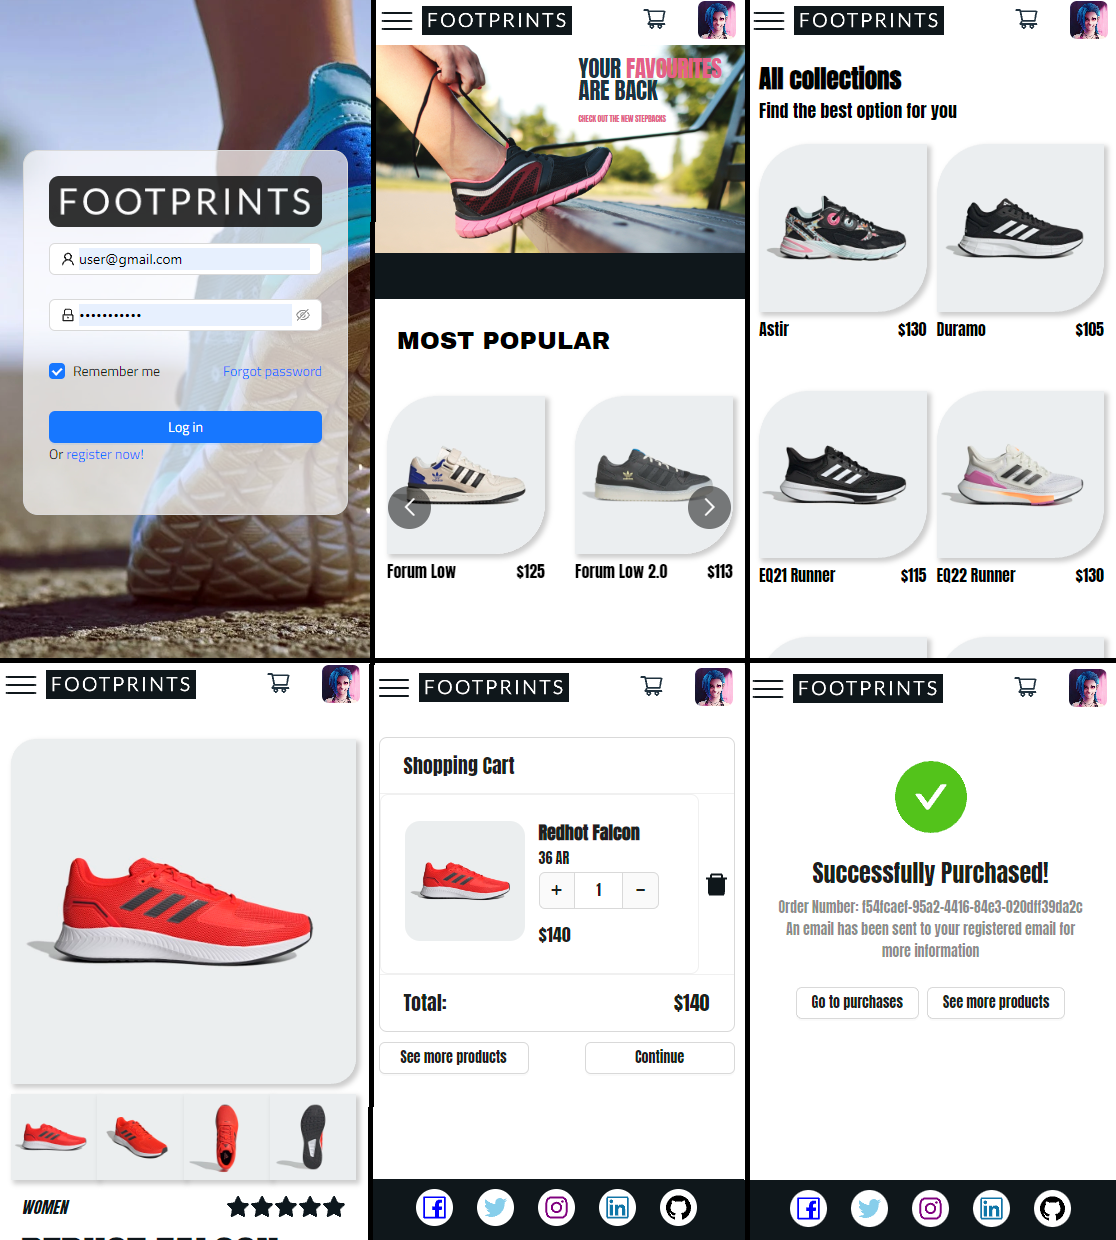 FOOTPRINTS
user@gmail.com
•••••••••••
Remember me
Forgot password
Log in
Or register now!
FOOTPRINTS
YOUR FAVOURITES
ARE BACK
CHECK OUT THE NEW STEPBACKS
MOST POPULAR
Forum Low $125
Forum Low 2.0 $113
FOOTPRINTS
All collections
Find the best option for you
Astir $130
Duramo $105
EQ21 Runner $115
EQ22 Runner $130
FOOTPRINTS
WOMEN
REDHOT FALCON
FOOTPRINTS
Shopping Cart
Redhot Falcon
36 AR
+ 1 −
$140
Total: $140
See more products
Continue
FOOTPRINTS
Successfully Purchased!
Order Number: f54fcaef-95a2-4416-84e3-020dff39da2c
An email has been sent to your registered email for
more information
Go to purchases
See more products